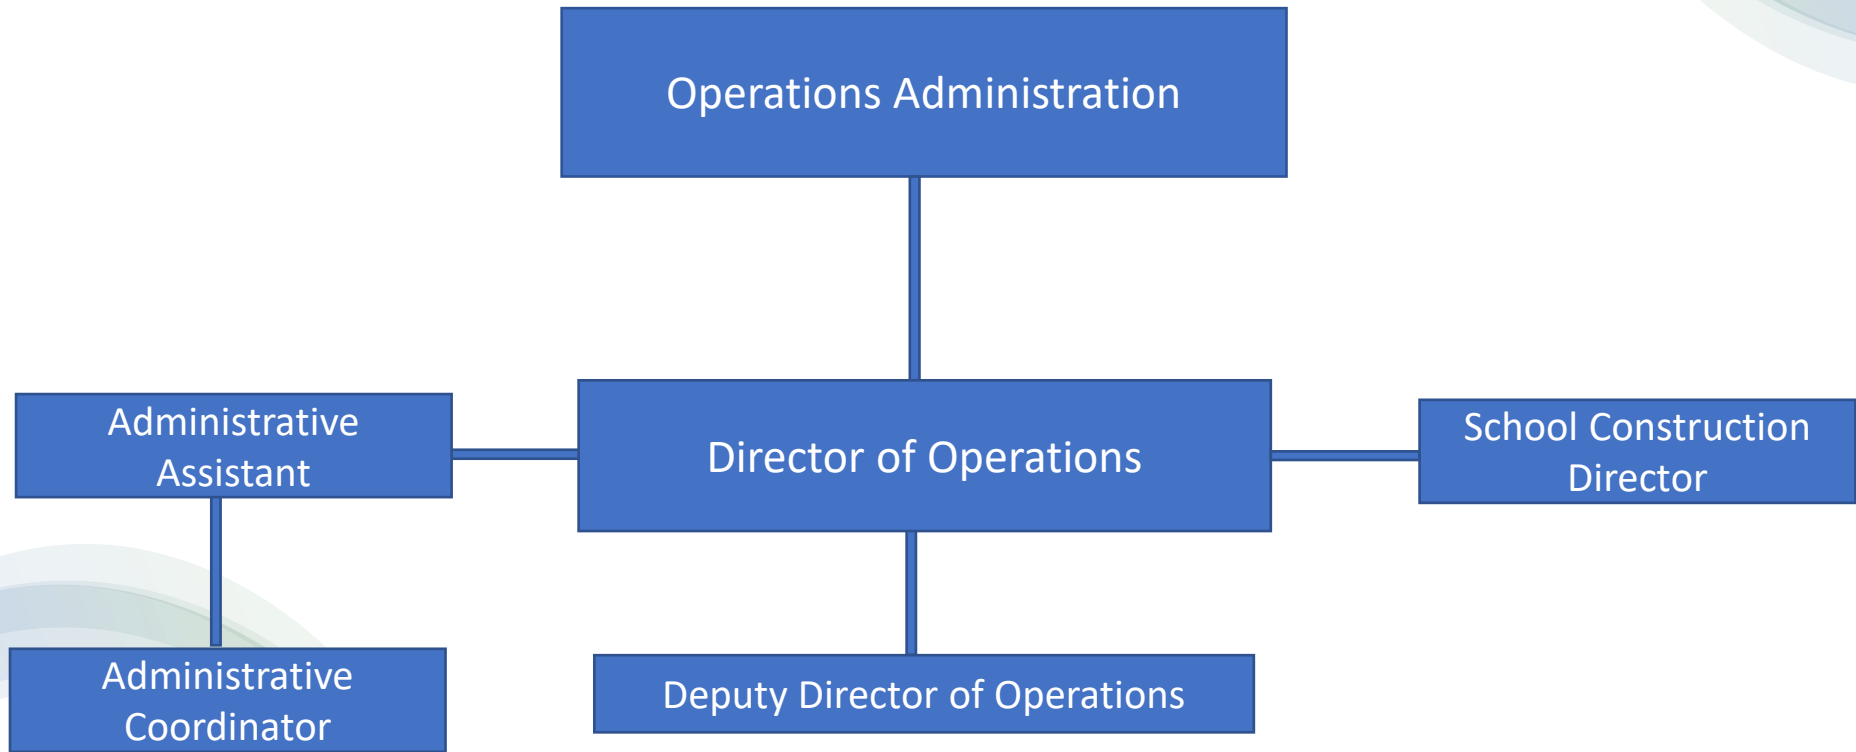 Operations Administration
Administrative
Assistant
Director of Operations
School Construction
Director
Administrative
Coordinator
Deputy Director of Operations